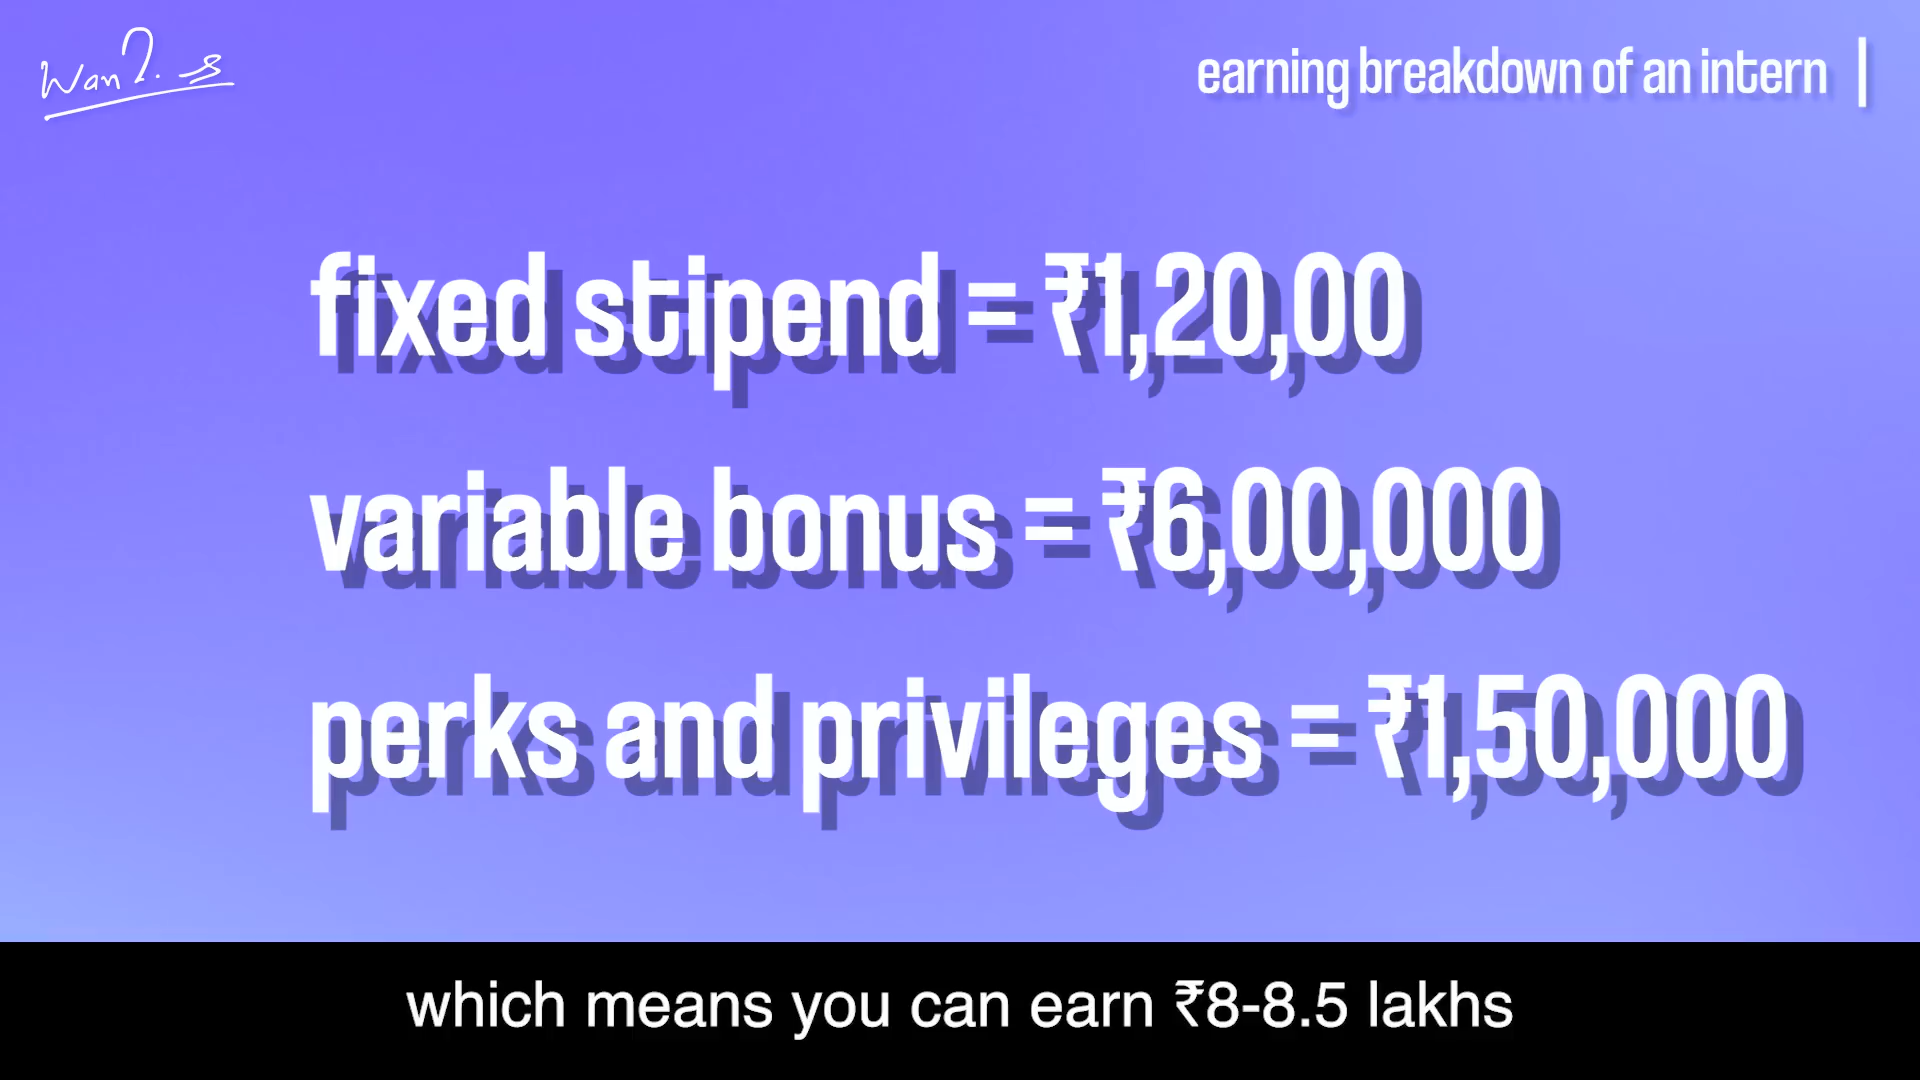 earning breakdown of an intern
fixed stipend = ₹1,20,00
variable bonus = ₹6,00,000
perks and privileges = ₹1,50,000
which means you can earn ₹8-8.5 lakhs